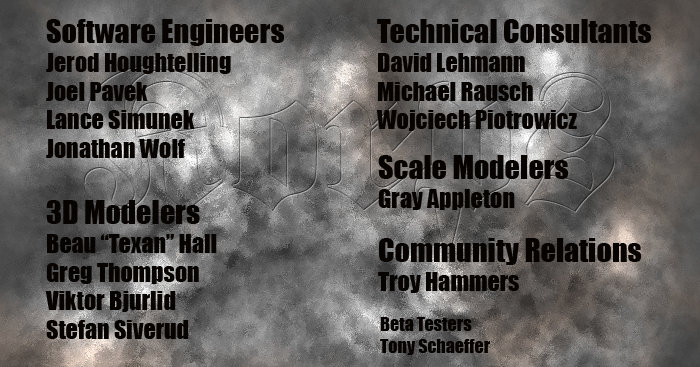 Software Engineers
Jerod Houghtelling
Joel Pavek
Lance Simunek
Jonathan Wolf
3D Modelers
Beau “Texan” Hall
Greg Thompson
Viktor Bjurlid
Stefan Siverud
Technical Consultants
David Lehmann
Michael Rausch
Wojciech Piotrowicz
Scale Modelers
Gray Appleton
Community Relations
Troy Hammers
Beta Testers
Tony Schaeffer